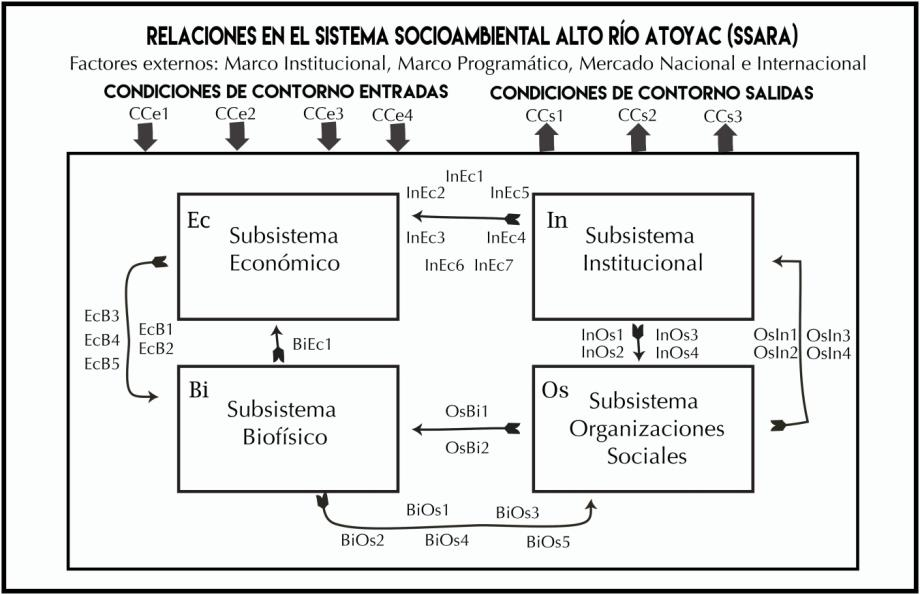 RELACIONES EN EL SISTEMA SOCIOAMBIENTAL ALTO RÍO ATOYAC (SSARA)
Factores externos: Marco Institucional, Marco Programático, Mercado Nacional e Internacional
CONDICIONES DE CONTORNO ENTRADAS
CCe1 CCe2 CCe3 CCe4
CONDICIONES DE CONTORNO SALIDAS
CCs1 CCs2 CCs3
Ec
Subsistema
Económico
InEc1
InEc2 InEc5
InEc3 InEc4
InEc6 InEc7
In
Subsistema
Institucional
EcB3
EcB4
EcB5
EcB1
EcB2
BiEc1
InOs1 InOs3
InOs2 InOs4
OsIn1 OsIn3
OsIn2 OsIn4
Bi
Subsistema
Biofísico
OsBi1
OsBi2
Os
Subsistema
Organizaciones
Sociales
BiOs1 BiOs3
BiOs2 BiOs4 BiOs5